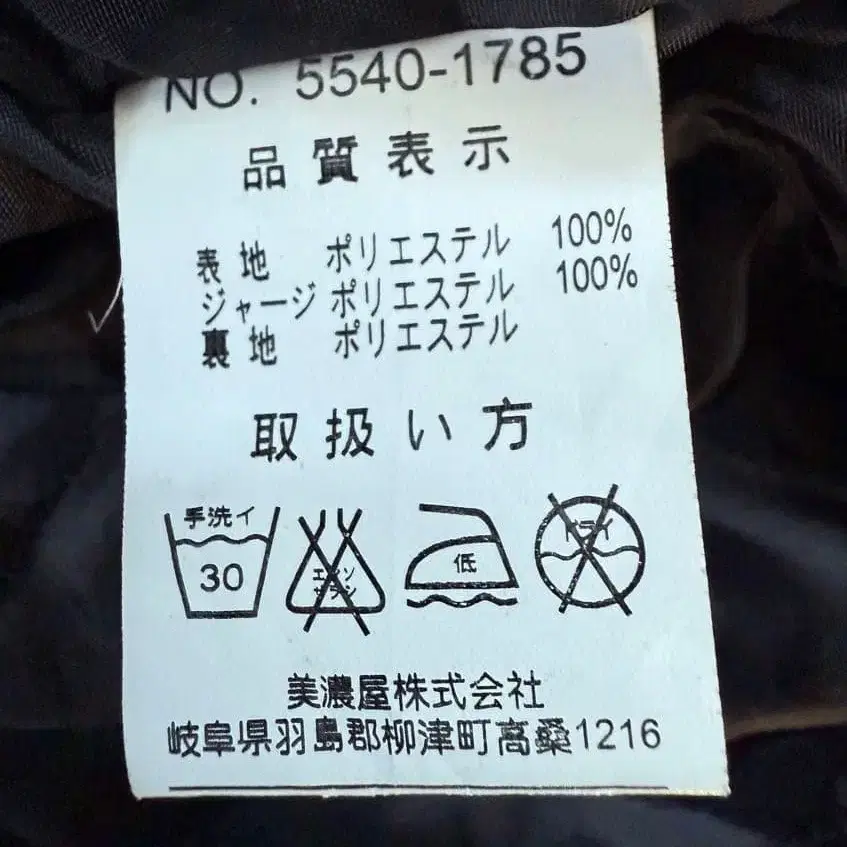 NO. 5540-1785
品質表示
表地 ポリエステル 100%
ジャージ ポリエステル 100%
裏地 ポリエステル
取扱い方
手洗イ 30
エンソ サラシ
低
ドライ
美濃屋株式会社
岐阜県羽島郡柳津町高桑1216